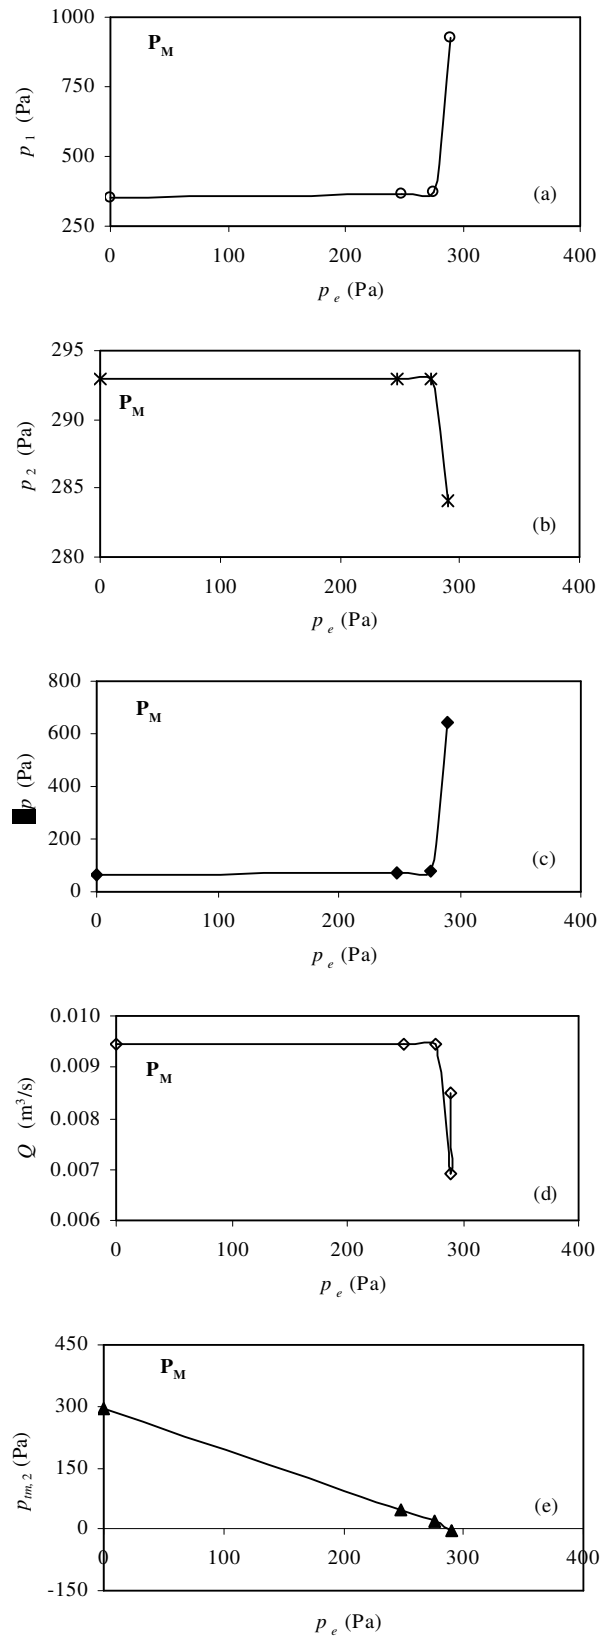 1000
P_M
750
p_1 (Pa)
500
(a)
250
0 100 200 300 400
p_e (Pa)
295
P_M
290
p_2 (Pa)
285
(b)
280
0 100 200 300 400
p_e (Pa)
800
P_M
600
p (Pa)
400
200
(c)
0
0 100 200 300 400
p_e (Pa)
0.010
0.009
P_M
Q (m³/s)
0.008
0.007
(d)
0.006
0 100 200 300 400
p_e (Pa)
450
P_M
300
p_tm,2 (Pa)
150
(e)
0
0 100 200 300 400
-150
p_e (Pa)